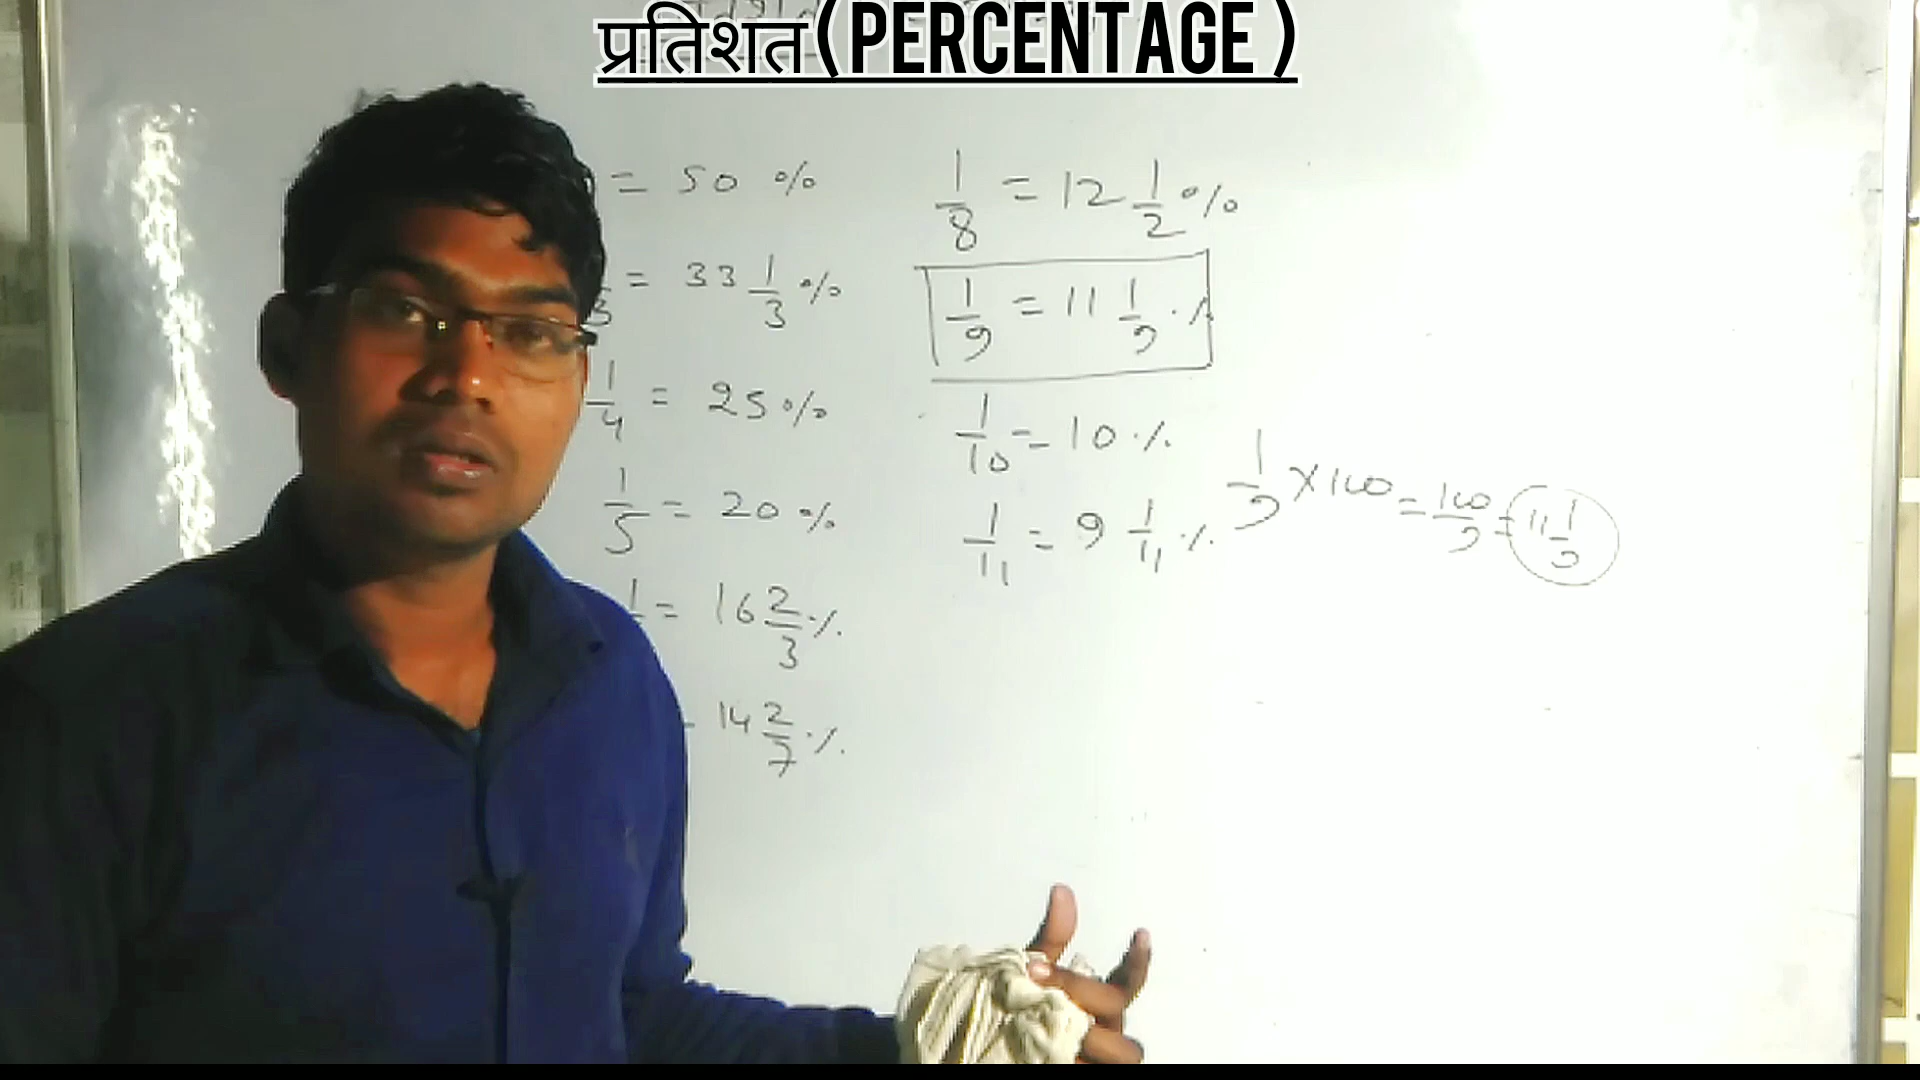 प्रतिशत ( PERCENTAGE )
= 50 %
= 33 1/3 %
1/4 = 25 %
1/5 = 20 %
= 16 2/3 %
14 2/7 %
1/8 = 12 1/2 %
1/9 = 11 1/9 %
1/10 = 10 %
1/11 = 9 1/11 %
1/9 × 100 = 100/9 = 11 1/9